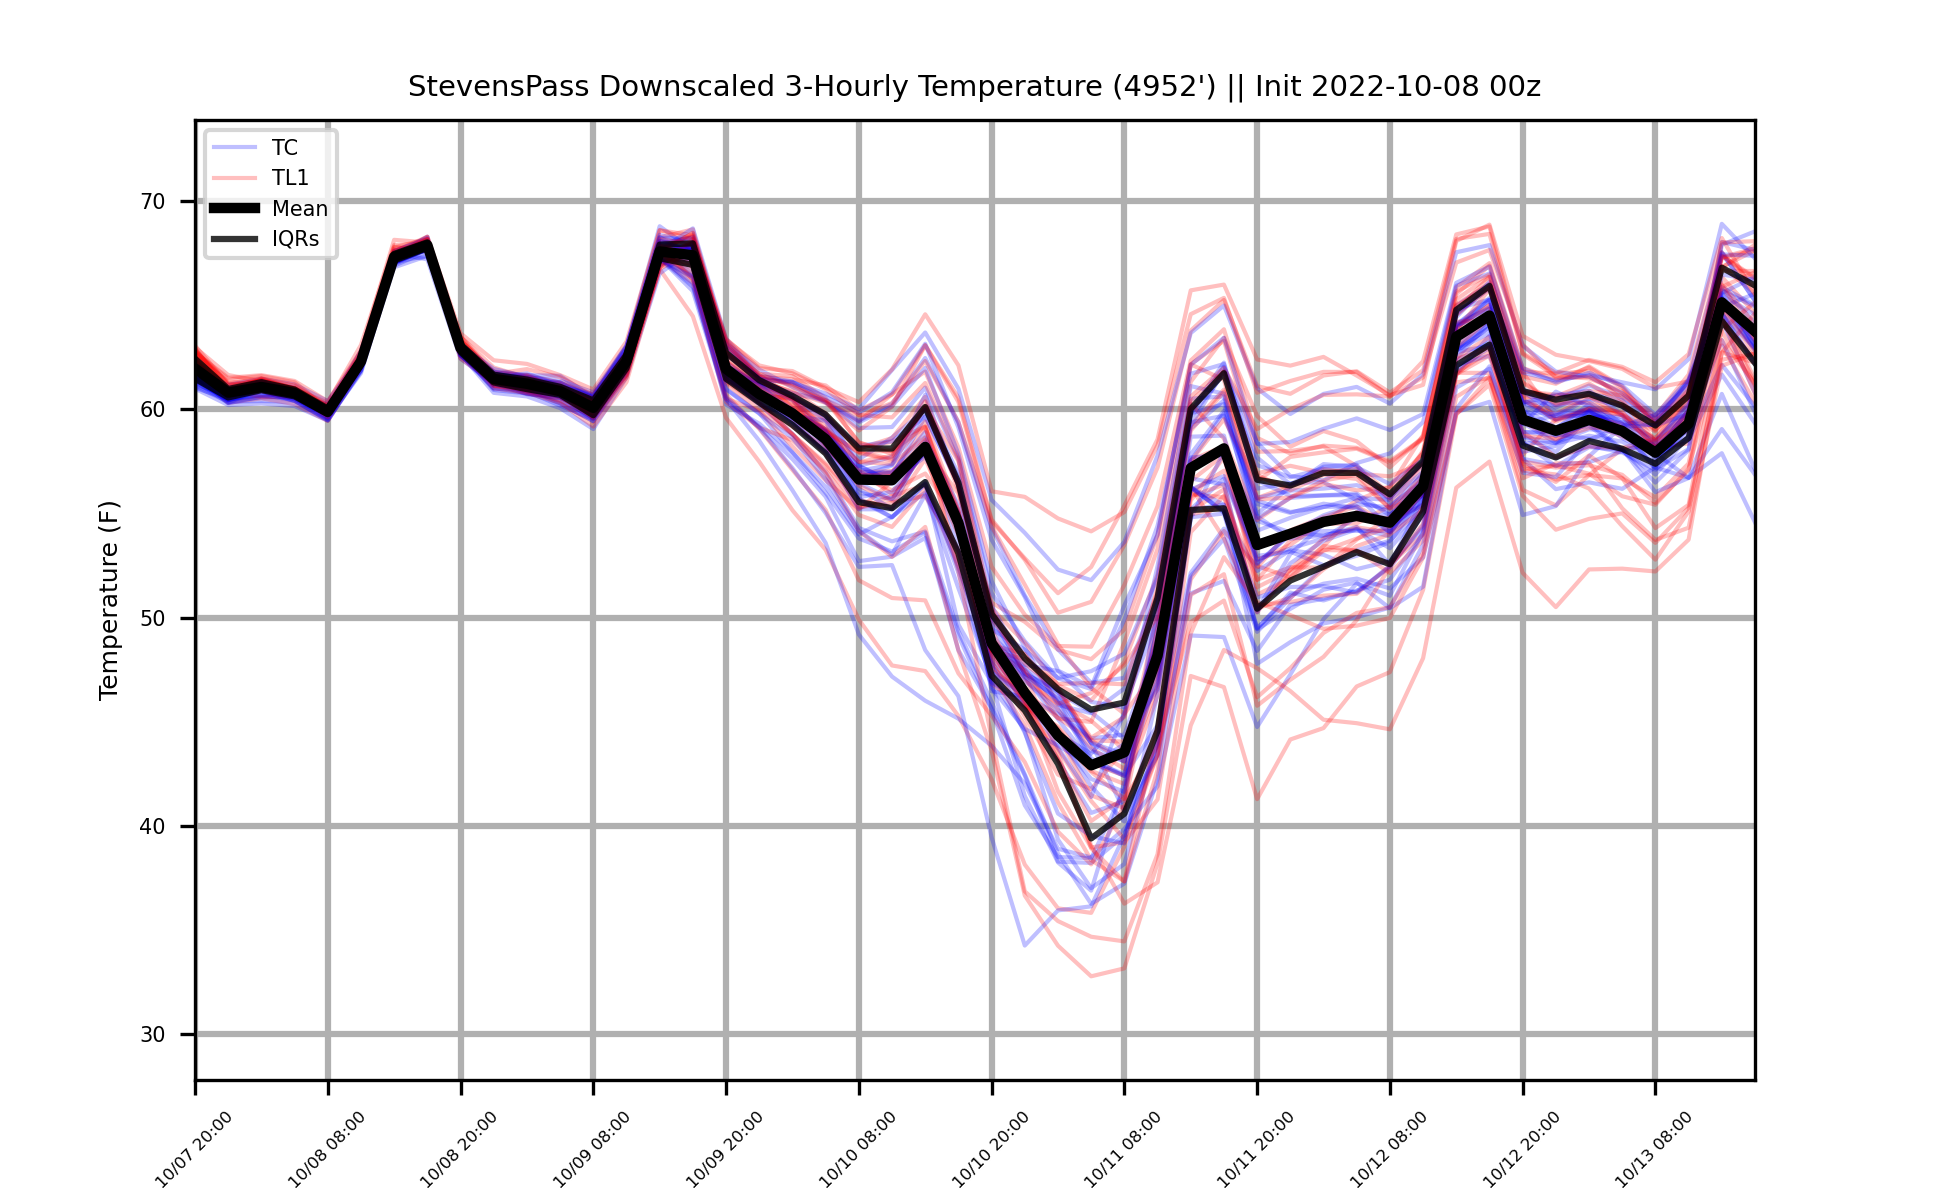 StevensPass Downscaled 3-Hourly Temperature (4952') || Init 2022-10-08 00z
TC
TL1
Mean
IQRs
Temperature (F)
70
60
50
40
30
10/07 20:00
10/08 08:00
10/08 20:00
10/09 08:00
10/09 20:00
10/10 08:00
10/10 20:00
10/11 08:00
10/11 20:00
10/12 08:00
10/12 20:00
10/13 08:00